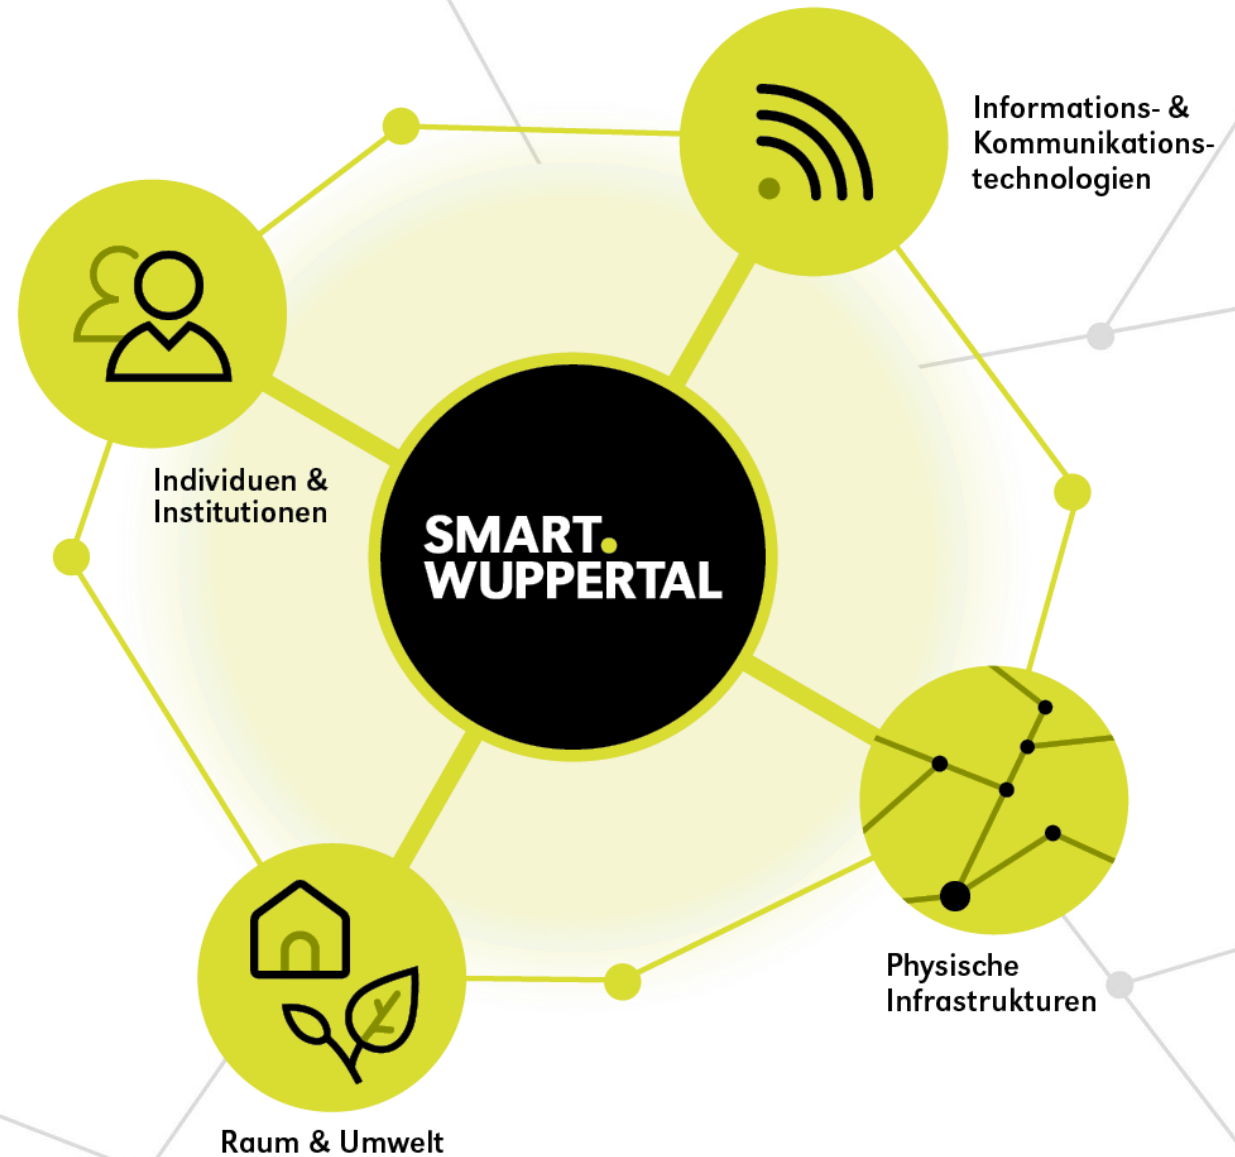 Informations- &
Kommunikations-
technologien
Individuen &
Institutionen
SMART.
WUPPERTAL
Physische
Infrastrukturen
Raum & Umwelt